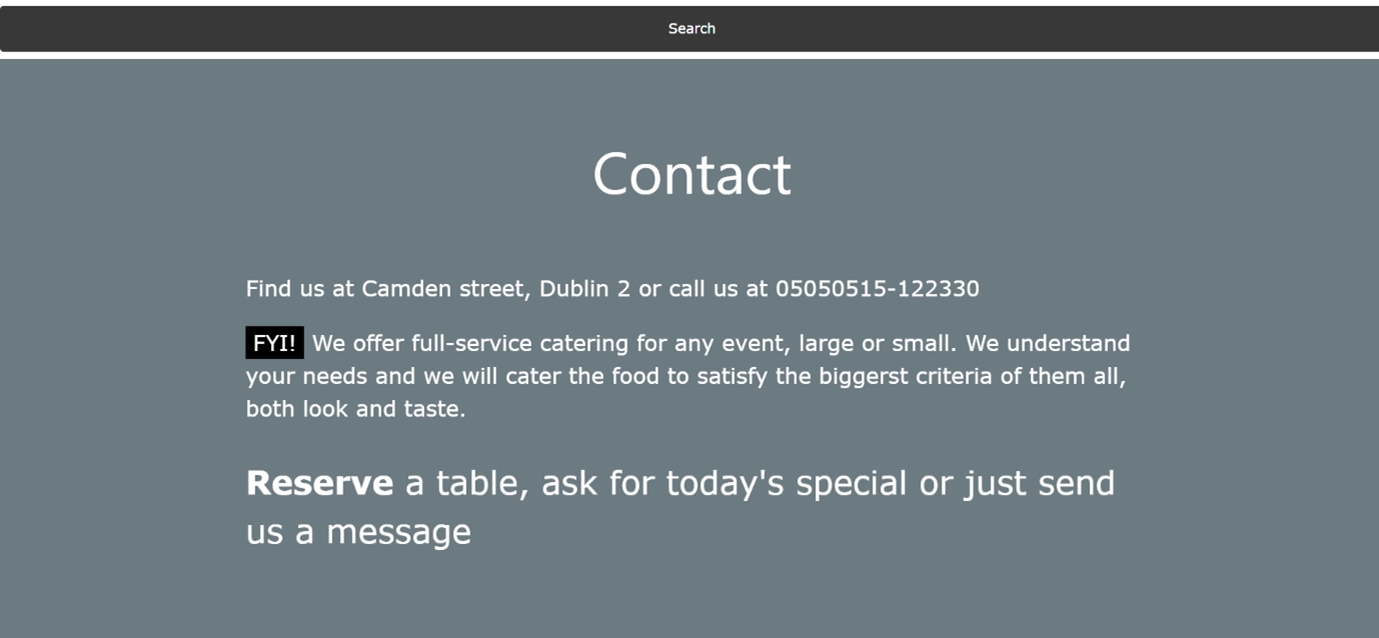 Search
Contact
Find us at Camden street, Dublin 2 or call us at 05050515-122330
FYI! We offer full-service catering for any event, large or small. We understand
your needs and we will cater the food to satisfy the biggerst criteria of them all,
both look and taste.
Reserve a table, ask for today's special or just send
us a message